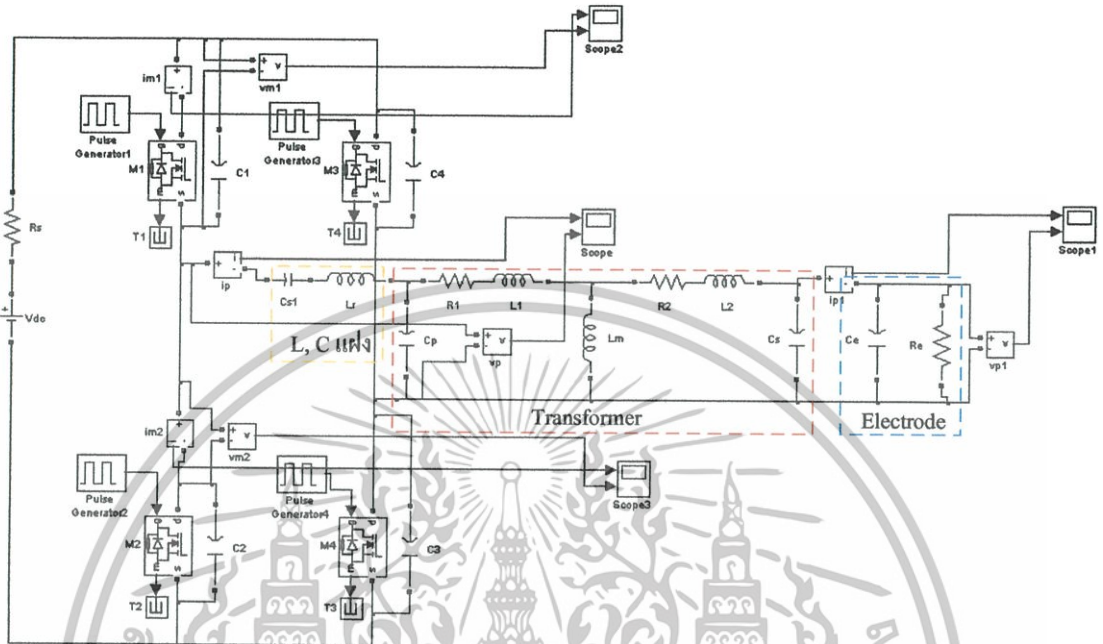 Scope2
im1
+
-
+
-
v
vm1
Pulse
Generator1
M1
C1
Pulse
Generator3
M3
C4
T1
T4
Rs
Vdc
Scope
Scope1
ip
Cs1
Lr
R1
L1
R2
L2
ip1
L, C แฝง
Cp
vp
Lm
Cs
Ce
Re
vp1
Transformer
Electrode
im2
vm2
Scope3
Pulse
Generator2
M2
C2
Pulse
Generator4
M4
C3
T2
T3